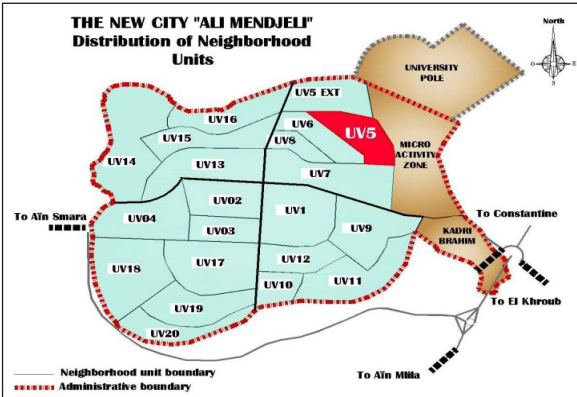 THE NEW CITY "ALI MENDJELI"
Distribution of Neighborhood
Units
North
N
E
S
UNIVERSITY
POLE
UV5 EXT
UV16
UV6
UV5
UV15
UV8
MICRO
ACTIVITY
ZONE
UV14
UV13
UV7
UV02
To Aïn Smara
UV04
UV1
To Constantine
UV03
UV9
KADRI
BRAHIM
UV18
UV17
UV12
UV10
UV11
To El Khroub
UV19
UV20
To Aïn Mlila
Neighborhood unit boundary
Administrative boundary